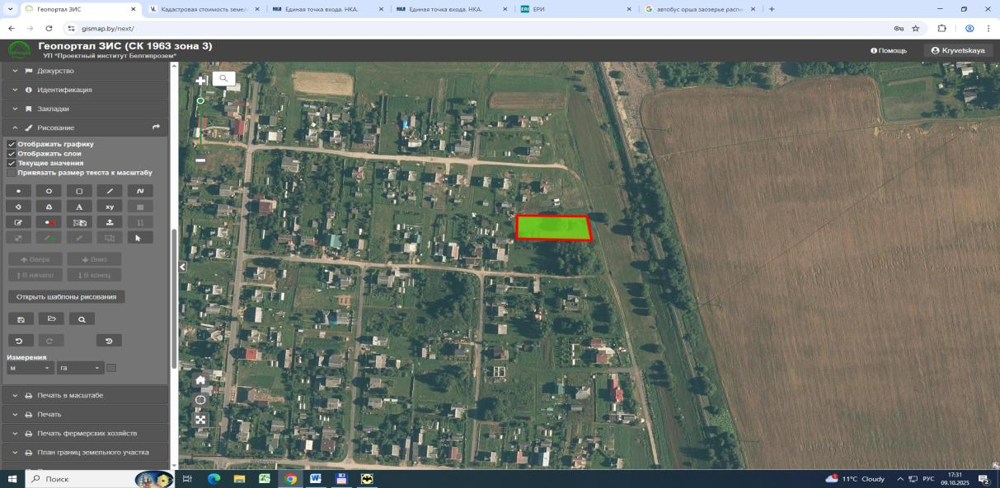 Геопортал ЗИС
Кадастровая стоимость земел
Единая точка входа. НКА.
Единая точка входа. НКА.
ЕРИ
автобус орша заозерье распи
gismap.by/next/
Геопортал ЗИС (СК 1963 зона 3)
УП "Проектный институт Белгипрозем"
Помощь
Kryvetskaya
Дежурство
Идентификация
Закладки
Рисование
Отображать графику
Отображать слои
Текущие значения
Привязать размер текста к масштабу
A
xy
Вверх
Вниз
В начало
В конец
Открыть шаблоны рисования
Измерения
м
га
Печать в масштабе
Печать
Печать фермерских хозяйств
План границ земельного участка
Поиск
11°C Cloudy
РУС
17:31
09.10.2025